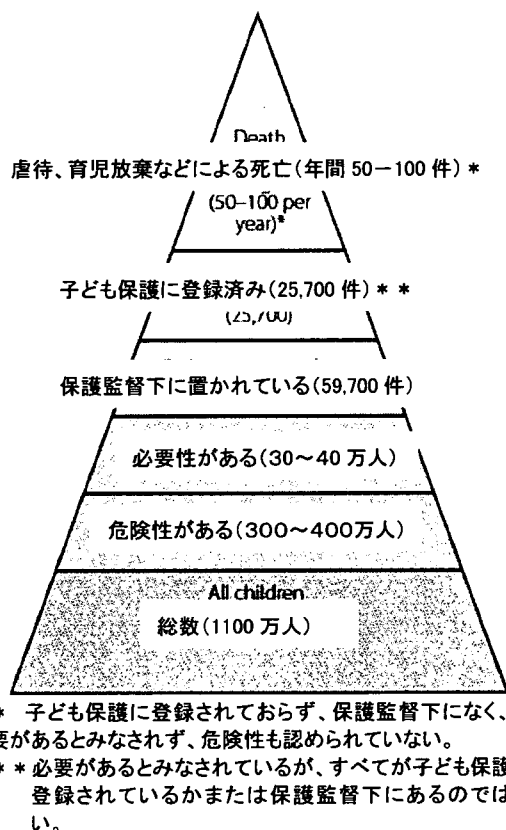 Death
虐待、育児放棄などによる死亡(年間 50－100 件)*
(50–100 per
year)*
子ども保護に登録済み(25,700 件)＊＊
(25,700)
保護監督下に置かれている(59,700 件)
必要性がある(30～40 万人)
危険性がある(300～400万人)
All children
総数(1100 万人)
* 子ども保護に登録されておらず、保護監督下になく、
要があるとみなされず、危険性も認められていない。
＊＊必要があるとみなされているが、すべてが子ども保護
登録されているかまたは保護監督下にあるのでは
い。